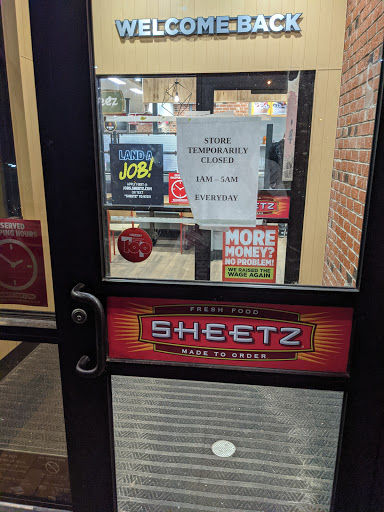 WELCOME BACK
LAND A
JOB!
STORE
TEMPORARILY
CLOSED
1AM – 5AM
EVERYDAY
MORE
MONEY?
NO PROBLEM!
WE RAISED THE
WAGE AGAIN
FRESH FOOD
SHEETZ
MADE TO ORDER